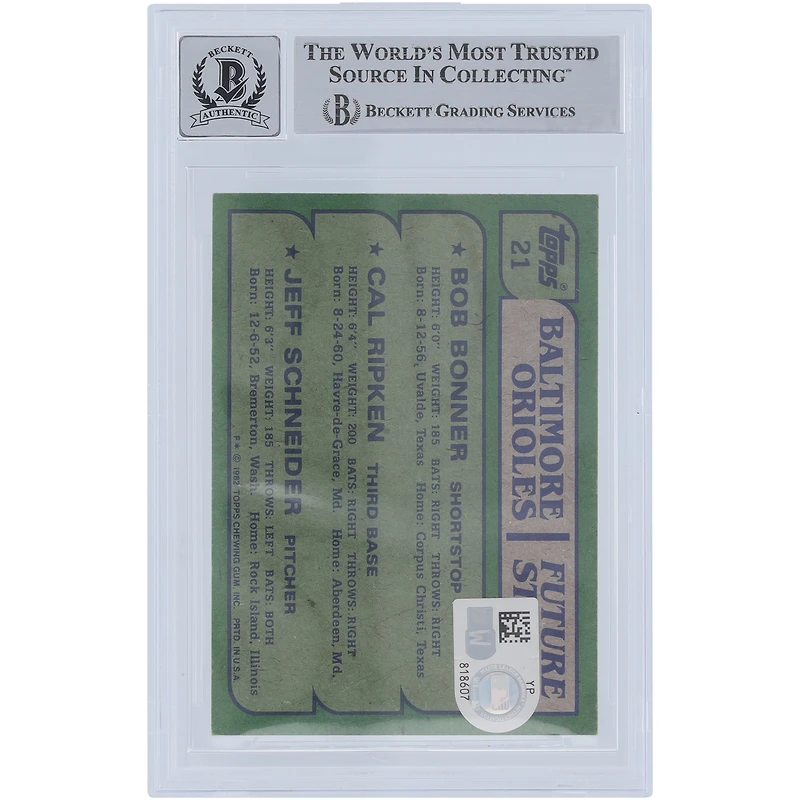 BECKETT
B
AUTHENTIC
THE WORLD'S MOST TRUSTED
SOURCE IN COLLECTING™
B BECKETT GRADING SERVICES
topps®
21
BALTIMORE
ORIOLES
FUTURE
★ BOB BONNER SHORTSTOP
HEIGHT: 6'0" WEIGHT: 185 BATS: RIGHT THROWS: RIGHT
Born: 8-12-56, Uvalde, Texas Home: Corpus Christi, Texas
★ CAL RIPKEN THIRD BASE
HEIGHT: 6'4" WEIGHT: 200 BATS: RIGHT THROWS: RIGHT
Born: 8-24-60, Havre-de-Grace, Md. Home: Aberdeen, Md.
★ JEFF SCHNEIDER PITCHER
HEIGHT: 6'3" WEIGHT: 185 THROWS: LEFT BATS: BOTH
Born: 12-6-52, Bremerton, Wash. Home: Rock Island, Illinois
F* © 1982 TOPPS CHEWING GUM, INC. PRTD. IN U.S.A.
YP
818607